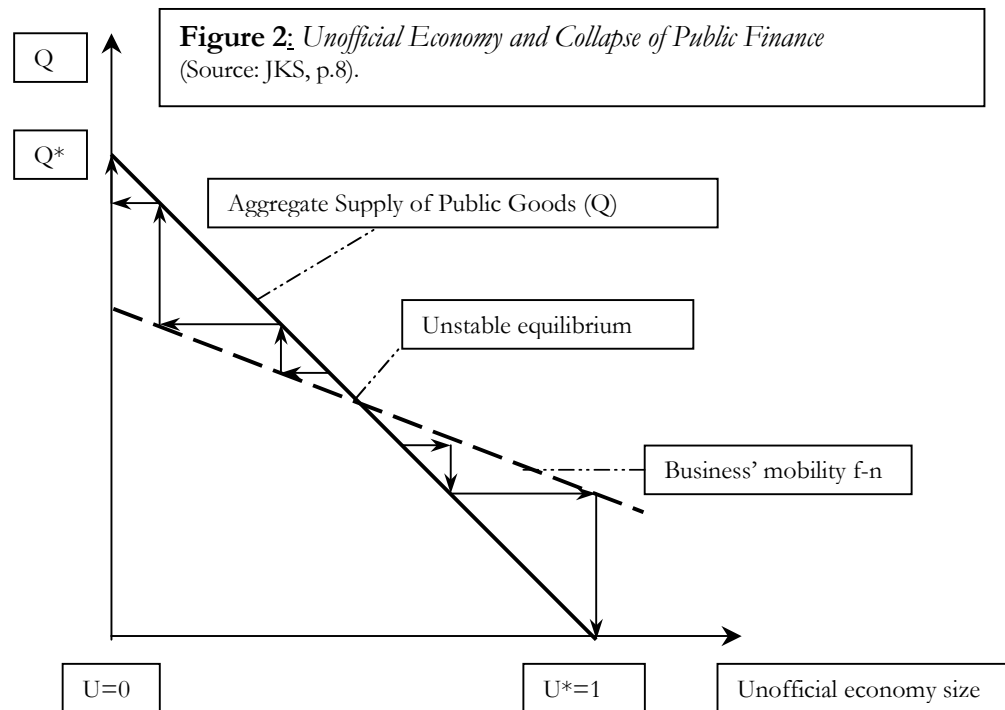 Figure 2: Unofficial Economy and Collapse of Public Finance
(Source: JKS, p.8).
Q
Q*
Aggregate Supply of Public Goods (Q)
Unstable equilibrium
Business’ mobility f-n
U=0
U*=1
Unofficial economy size